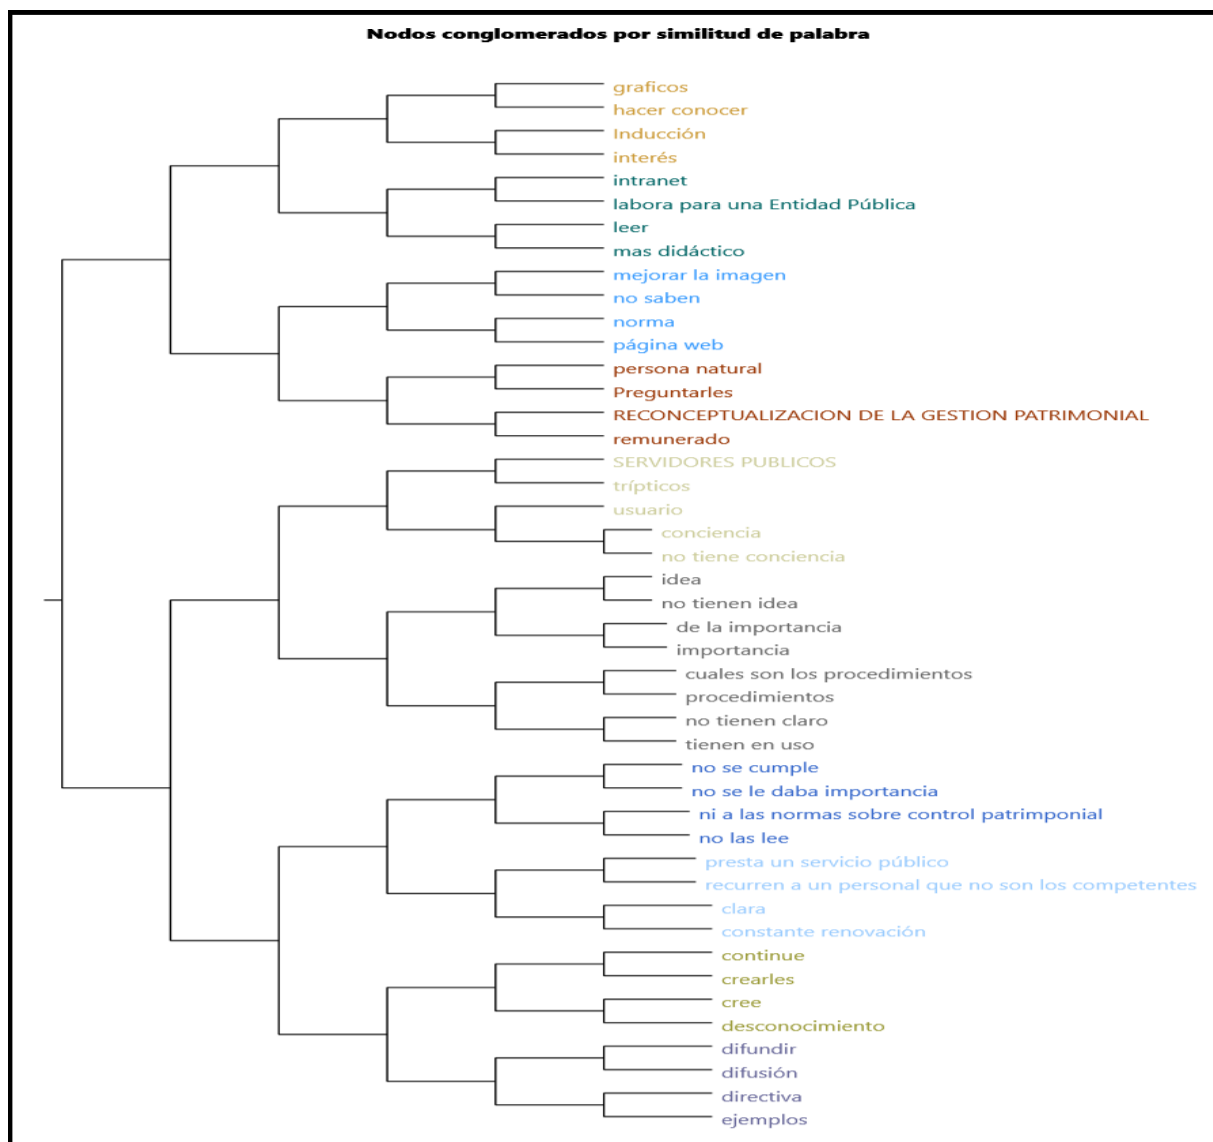 Nodos conglomerados por similitud de palabra
graficos
hacer conocer
Inducción
interés
intranet
labora para una Entidad Pública
leer
mas didáctico
mejorar la imagen
no saben
norma
página web
persona natural
Preguntarles
RECONCEPTUALIZACION DE LA GESTION PATRIMONIAL
remunerado
SERVIDORES PUBLICOS
trípticos
usuario
conciencia
no tiene conciencia
idea
no tienen idea
de la importancia
importancia
cuales son los procedimientos
procedimientos
no tienen claro
tienen en uso
no se cumple
no se le daba importancia
ni a las normas sobre control patrimponial
no las lee
presta un servicio público
recurren a un personal que no son los competentes
clara
constante renovación
continue
crearles
cree
desconocimiento
difundir
difusión
directiva
ejemplos